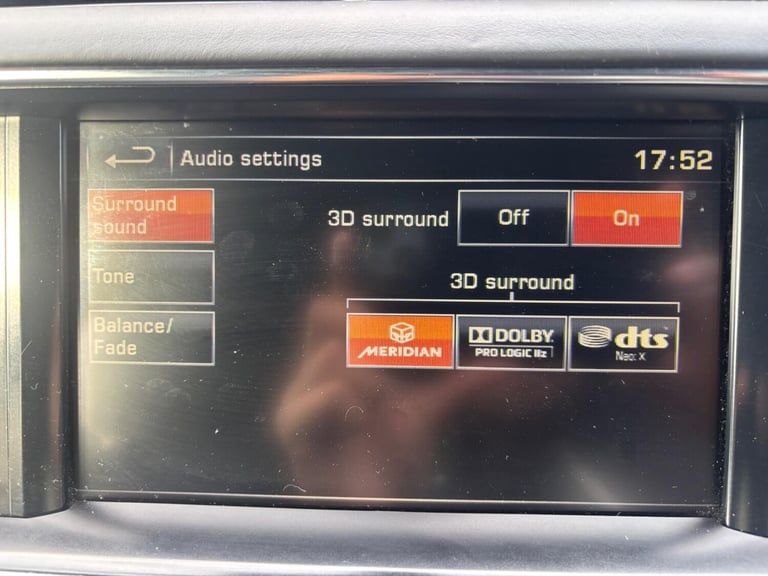 Audio settings
17:52
Surround
sound
3D surround
Off
On
Tone
3D surround
Balance/
Fade
MERIDIAN
DOLBY
PRO LOGIC IIz
dts
Neo: X